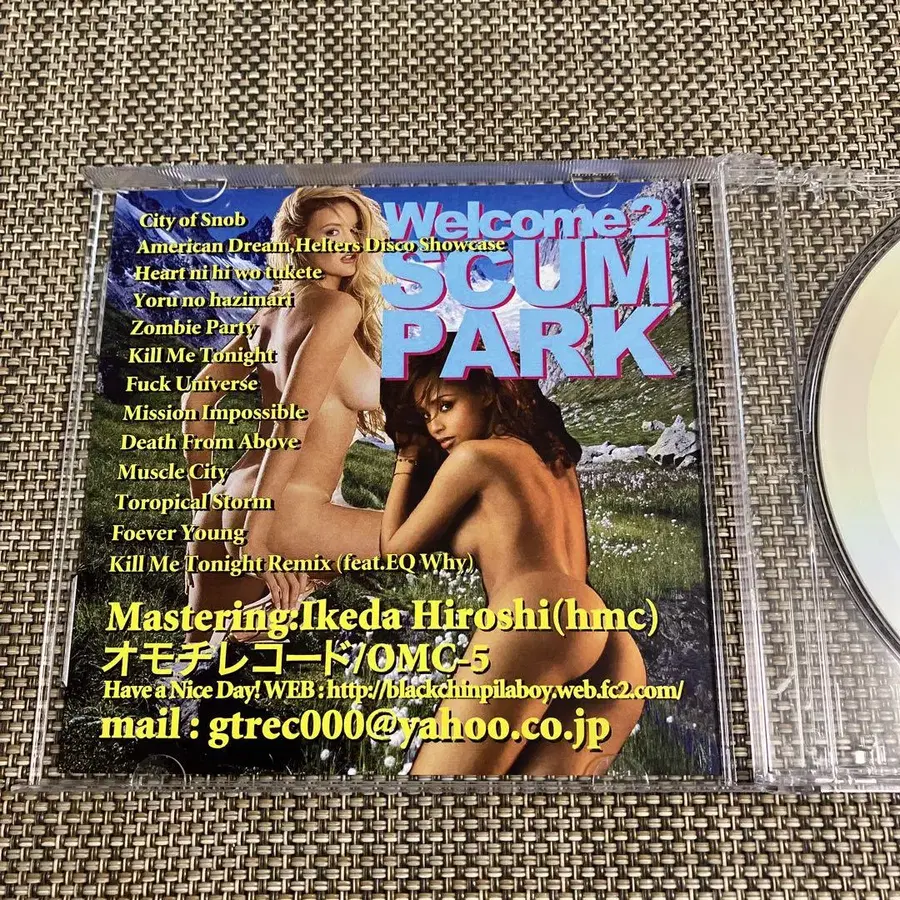 Welcome2
SCUM
PARK
City of Snob
American Dream,Helters Disco Showcase
Heart ni hi wo tukete
Yoru no hazimari
Zombie Party
Kill Me Tonight
Fuck Universe
Mission Impossible
Death From Above
Muscle City
Toropical Storm
Foever Young
Kill Me Tonight Remix (feat.EQ Why)
Mastering:Ikeda Hiroshi(hmc)
オモチレコード/OMC-5
Have a Nice Day! WEB : http://blackchinpilaboy.web.fc2.com/
mail : gtrec000@yahoo.co.jp